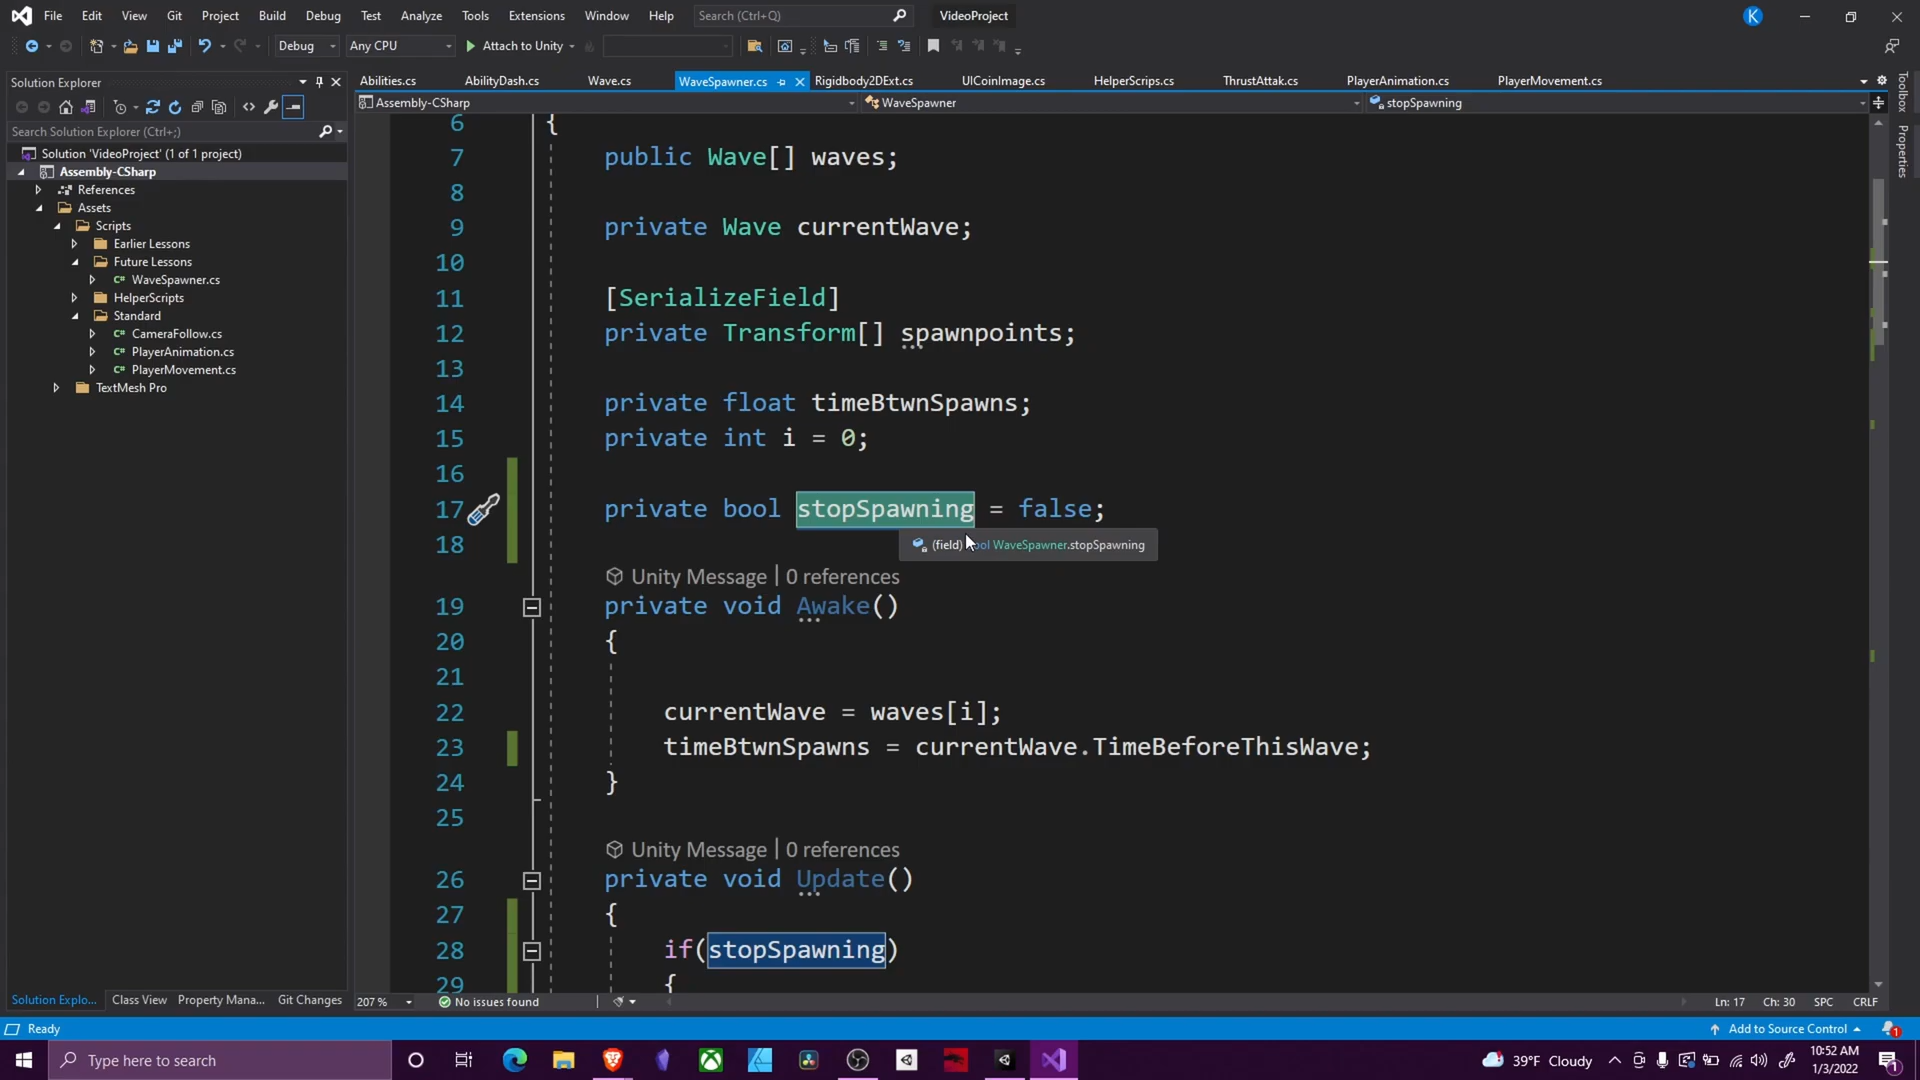 File Edit View Git Project Build Debug Test Analyze Tools Extensions Window Help Search (Ctrl+Q) VideoProject K
Debug Any CPU Attach to Unity
Solution Explorer
Abilities.cs AbilityDash.cs Wave.cs WaveSpawner.cs Rigidbody2DExt.cs UICoinImage.cs HelperScrips.cs ThrustAttak.cs PlayerAnimation.cs PlayerMovement.cs
Assembly-CSharp WaveSpawner stopSpawning
Search Solution Explorer (Ctrl+;)
Solution 'VideoProject' (1 of 1 project)
Assembly-CSharp
References
Assets
Scripts
Earlier Lessons
Future Lessons
C# WaveSpawner.cs
HelperScripts
Standard
C# CameraFollow.cs
C# PlayerAnimation.cs
C# PlayerMovement.cs
TextMesh Pro
6 {
7 public Wave[] waves;
8
9 private Wave currentWave;
10
11 [SerializeField]
12 private Transform[] spawnpoints;
13
14 private float timeBtwnSpawns;
15 private int i = 0;
16
17 private bool stopSpawning = false;
18
(field) ool WaveSpawner.stopSpawning
Unity Message | 0 references
19 private void Awake()
20 {
21
22 currentWave = waves[i];
23 timeBtwnSpawns = currentWave.TimeBeforeThisWave;
24 }
25
Unity Message | 0 references
26 private void Update()
27 {
28 if(stopSpawning)
29 {
Toolbox
Properties
Solution Explo... Class View Property Mana... Git Changes
207 % No issues found Ln: 17 Ch: 30 SPC CRLF
Ready Add to Source Control 1
Type here to search 39°F Cloudy 10:52 AM
1/3/2022 1